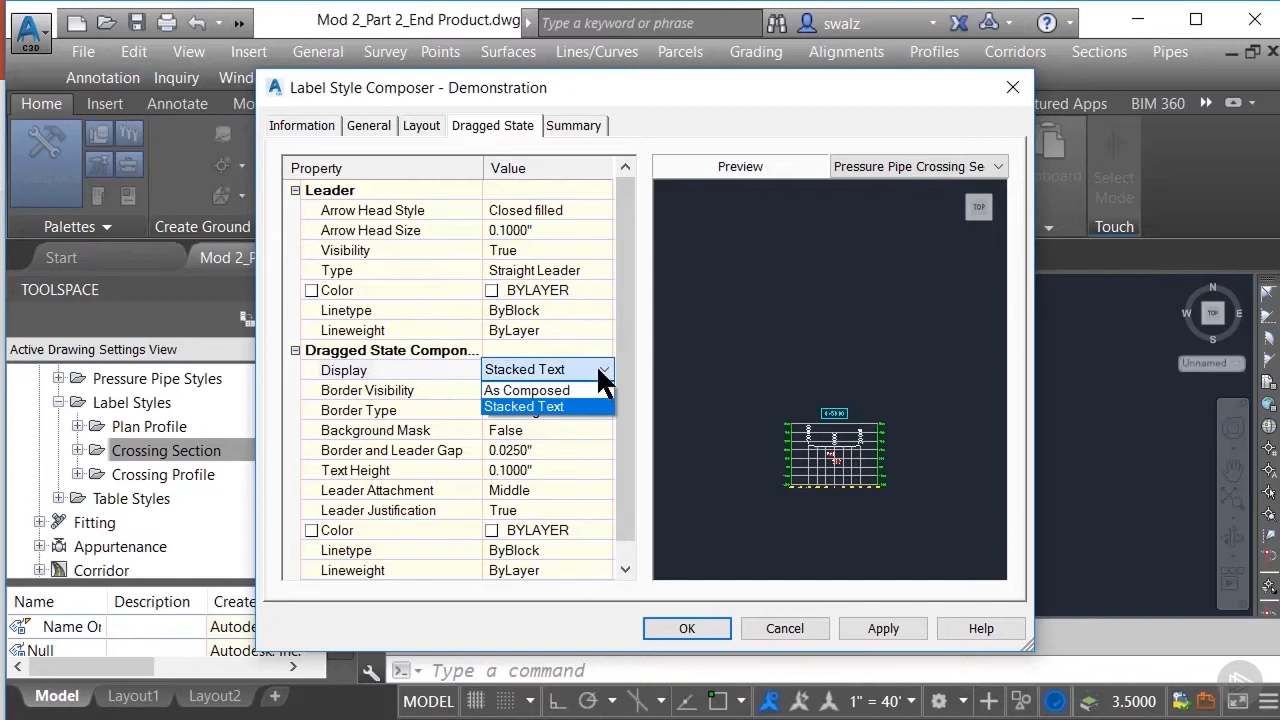 Mod 2_Part 2_End Product.dwg
Type a keyword or phrase
swalz
C3D
File Edit View Insert General Survey Points Surfaces Lines/Curves Parcels Grading Alignments Profiles Corridors Sections Pipes
Annotation Inquiry
Home Insert Annotate
BIM 360
Palettes
Create Ground
Select
Mode
Touch
Start
TOOLSPACE
Active Drawing Settings View
Pressure Pipe Styles
Label Styles
Plan Profile
Crossing Section
Crossing Profile
Table Styles
Fitting
Appurtenance
Corridor
Name Description
Name
Null
Label Style Composer - Demonstration
Information General Layout Dragged State Summary
Property Value
Leader
Arrow Head Style Closed filled
Arrow Head Size 0.1000"
Visibility True
Type Straight Leader
Color BYLAYER
Linetype ByBlock
Lineweight ByLayer
Dragged State Compon...
Display Stacked Text
As Composed
Stacked Text
Border Visibility
Border Type
Background Mask False
Border and Leader Gap 0.0250"
Text Height 0.1000"
Leader Attachment Middle
Leader Justification True
Color BYLAYER
Linetype ByBlock
Lineweight ByLayer
Preview
Pressure Pipe Crossing Se
TOP
OK Cancel Apply Help
N
W TOP E
S
Unnamed
Type a command
Model Layout1 Layout2 +
MODEL
1" = 40'
3.5000